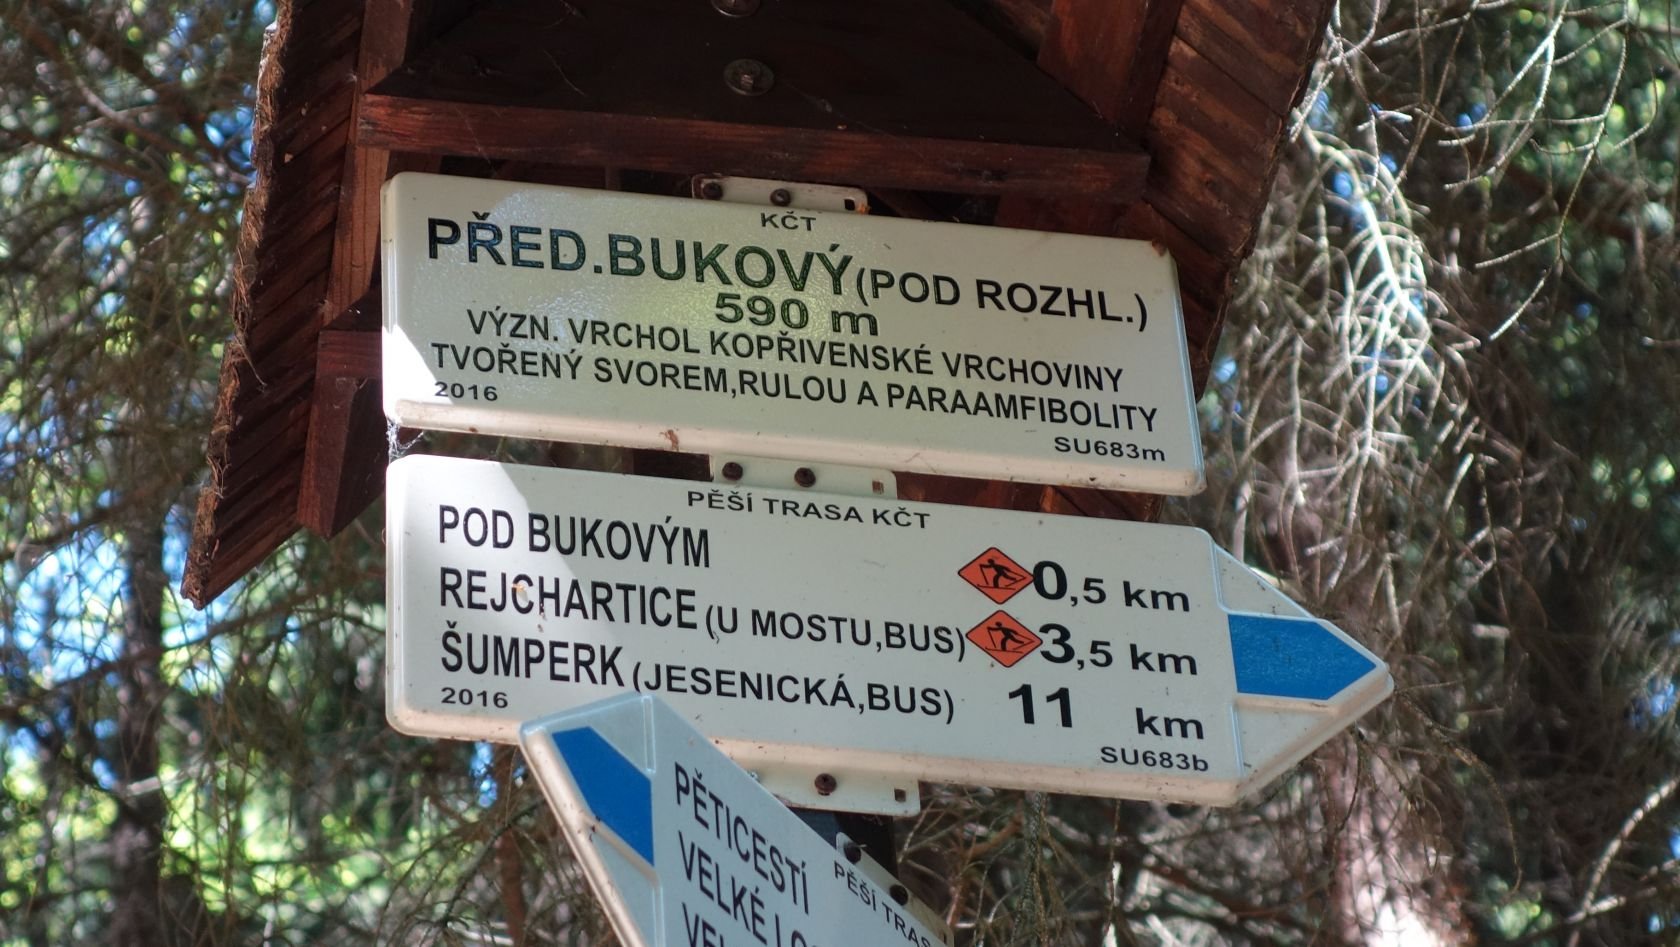 KČT
PŘED.BUKOVÝ (POD ROZHL.)
590 m
VÝZN. VRCHOL KOPŘIVENSKÉ VRCHOVINY
TVOŘENÝ SVOREM,RULOU A PARAAMFIBOLITY
2016
SU683m
PĚŠÍ TRASA KČT
POD BUKOVÝM 0,5 km
REJCHARTICE (U MOSTU,BUS) 3,5 km
ŠUMPERK (JESENICKÁ,BUS) 11 km
2016
SU683b
PĚŠÍ
PĚTICESTÍ
VELKÉ